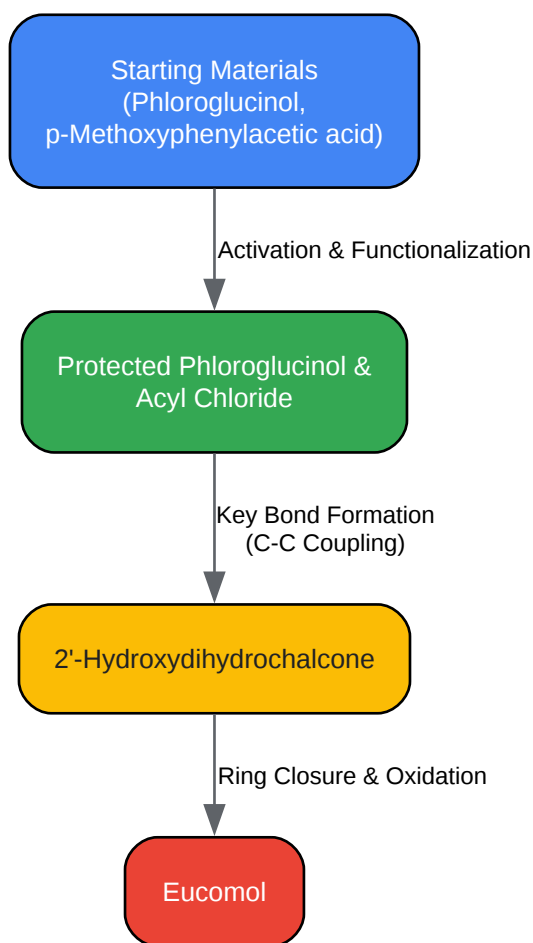 Starting Materials
(Phloroglucinol,
p-Methoxyphenylacetic acid)
Activation & Functionalization
Protected Phloroglucinol &
Acyl Chloride
Key Bond Formation
(C-C Coupling)
2'-Hydroxydihydrochalcone
Ring Closure & Oxidation
Eucomol